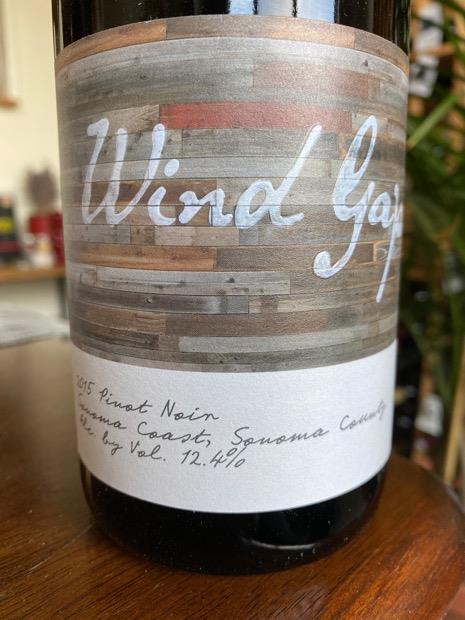 Wind Gap
2015 Pinot Noir
Sonoma Coast, Sonoma County
Alc. by Vol. 12.4%